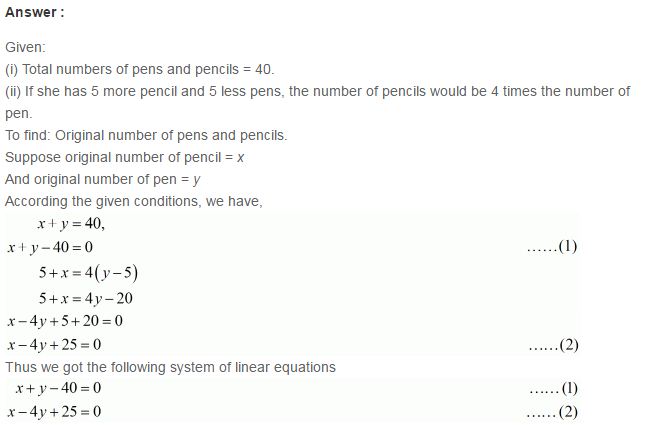 Answer :
Given:
(i) Total numbers of pens and pencils = 40.
(ii) If she has 5 more pencil and 5 less pens, the number of pencils would be 4 times the number of
pen.
To find: Original number of pens and pencils.
Suppose original number of pencil = x
And original number of pen = y
According the given conditions, we have,
x + y = 40,
x + y – 40 = 0 ......(1)
5 + x = 4(y – 5)
5 + x = 4y – 20
x – 4y + 5 + 20 = 0
x – 4y + 25 = 0 ......(2)
Thus we got the following system of linear equations
x + y – 40 = 0 ......(1)
x – 4y + 25 = 0 ......(2)